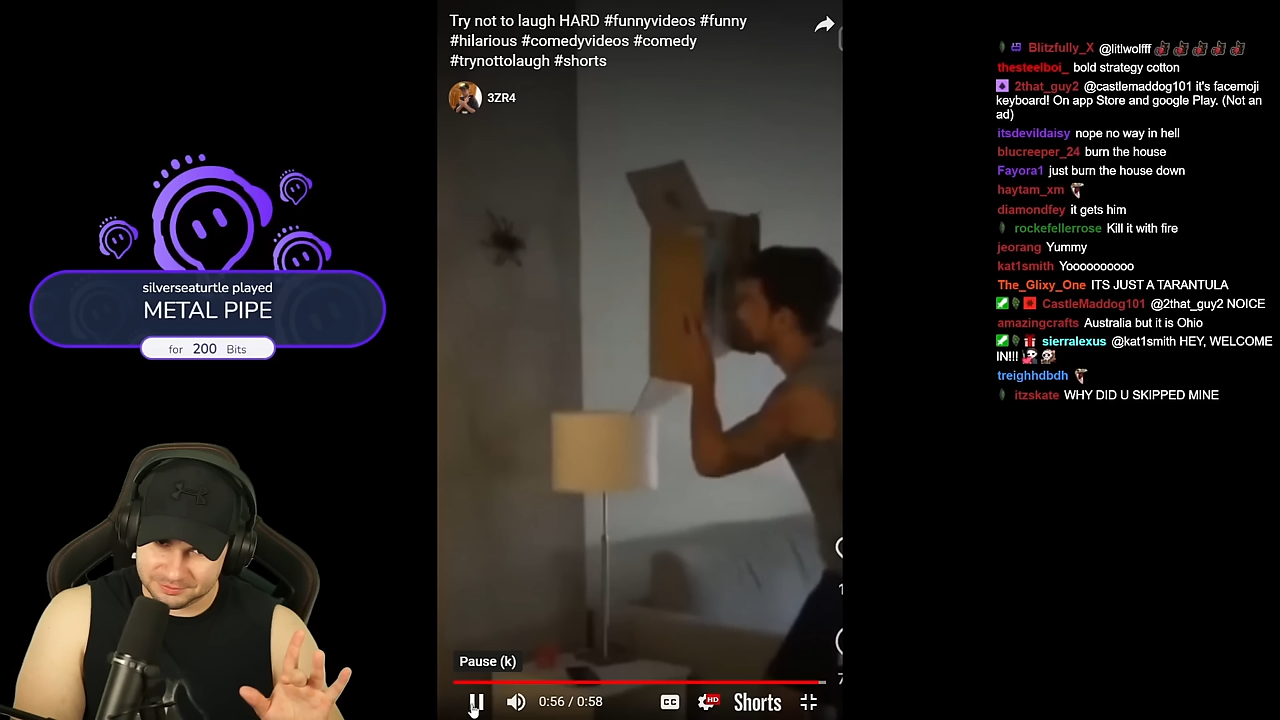 Try not to laugh HARD #funnyvideos #funny
#hilarious #comedyvideos #comedy
#trynottolaugh #shorts
3ZR4
silverseaturtle played
METAL PIPE
for 200 Bits
Pause (k)
0:56 / 0:58
CC
HD
Shorts
Blitzfully_X @litlwolfff
thesteelboi_ bold strategy cotton
2that_guy2 @castlemaddog101 it's facemoji
keyboard! On app Store and google Play. (Not an
ad)
itsdevildaisy nope no way in hell
blucreeper_24 burn the house
Fayora1 just burn the house down
haytam_xm
diamondfey it gets him
rockefellerrose Kill it with fire
jeorang Yummy
kat1smith Yoooooooooo
The_Glixy_One ITS JUST A TARANTULA
CastleMaddog101 @2that_guy2 NOICE
amazingcrafts Australia but it is Ohio
sierralexus @kat1smith HEY, WELCOME
IN!!!
treighhdbdh
itzskate WHY DID U SKIPPED MINE